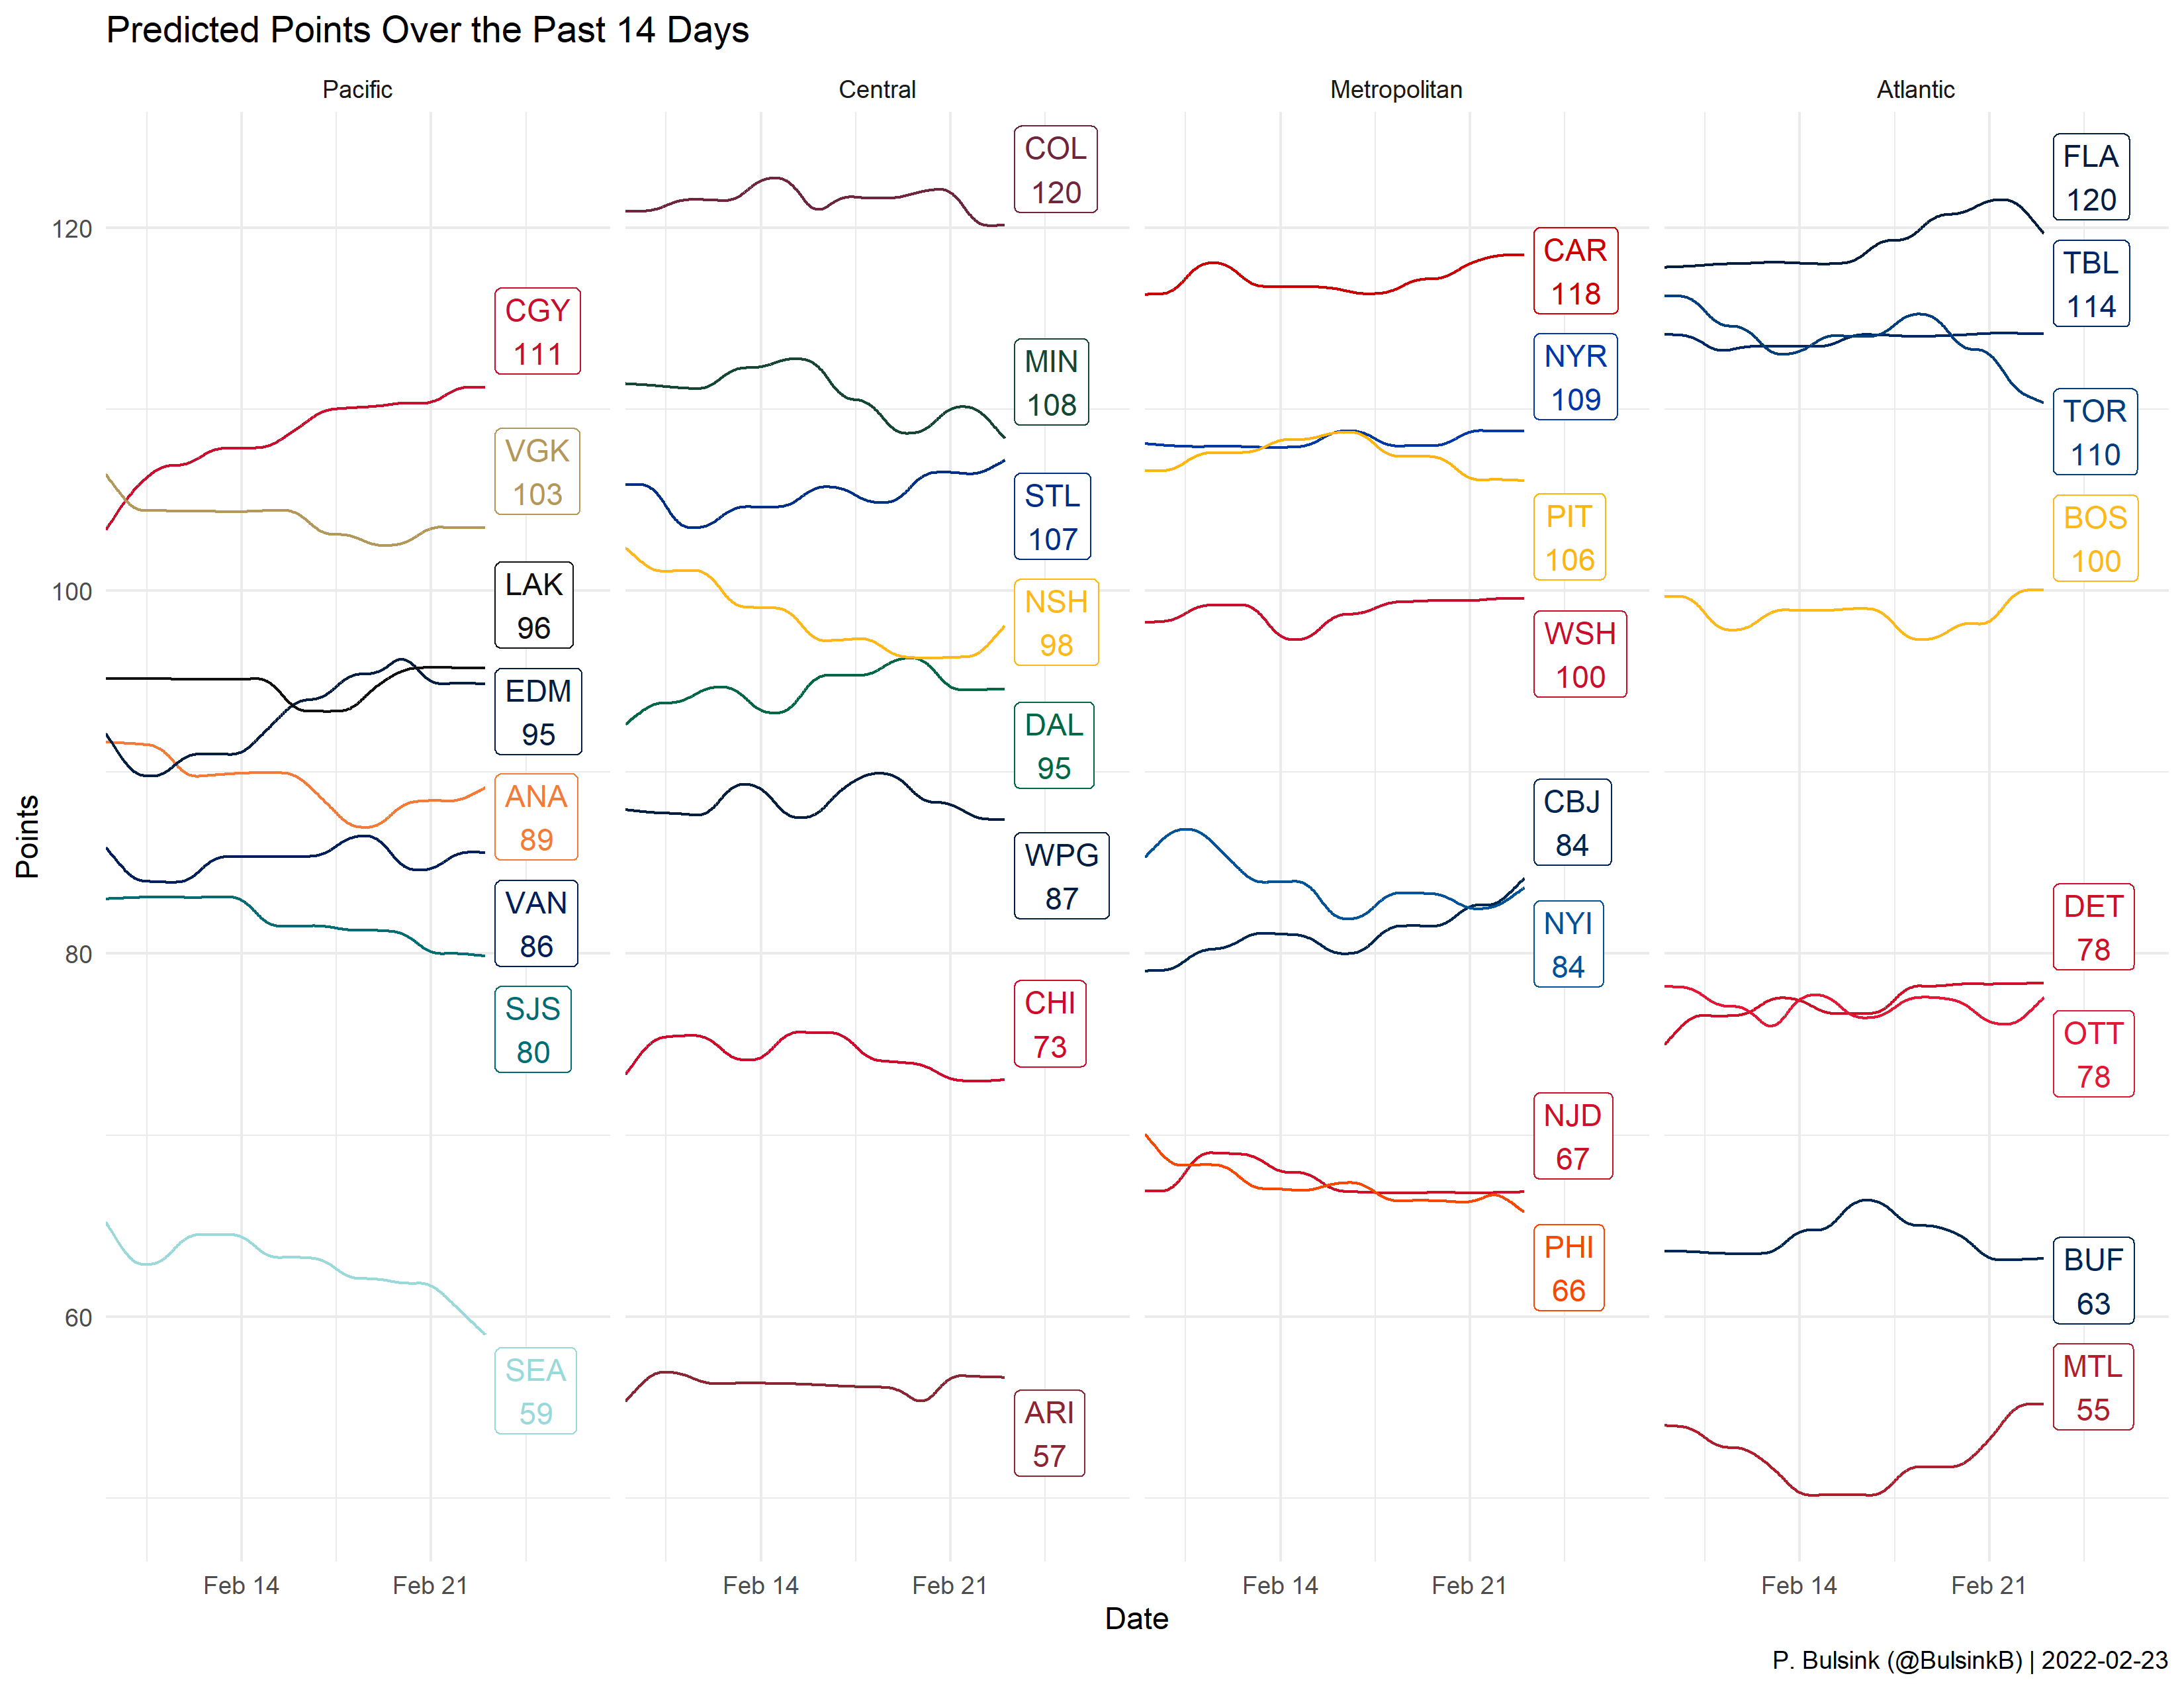 Predicted Points Over the Past 14 Days
Pacific
Central
Metropolitan
Atlantic
Points
120
100
80
60
CGY
111
VGK
103
LAK
96
EDM
95
ANA
89
VAN
86
SJS
80
SEA
59
COL
120
MIN
108
STL
107
NSH
98
DAL
95
WPG
87
CHI
73
ARI
57
CAR
118
NYR
109
PIT
106
WSH
100
CBJ
84
NYI
84
NJD
67
PHI
66
FLA
120
TBL
114
TOR
110
BOS
100
DET
78
OTT
78
BUF
63
MTL
55
Feb 14
Feb 21
Feb 14
Feb 21
Feb 14
Feb 21
Feb 14
Feb 21
Date
P. Bulsink (@BulsinkB) | 2022-02-23